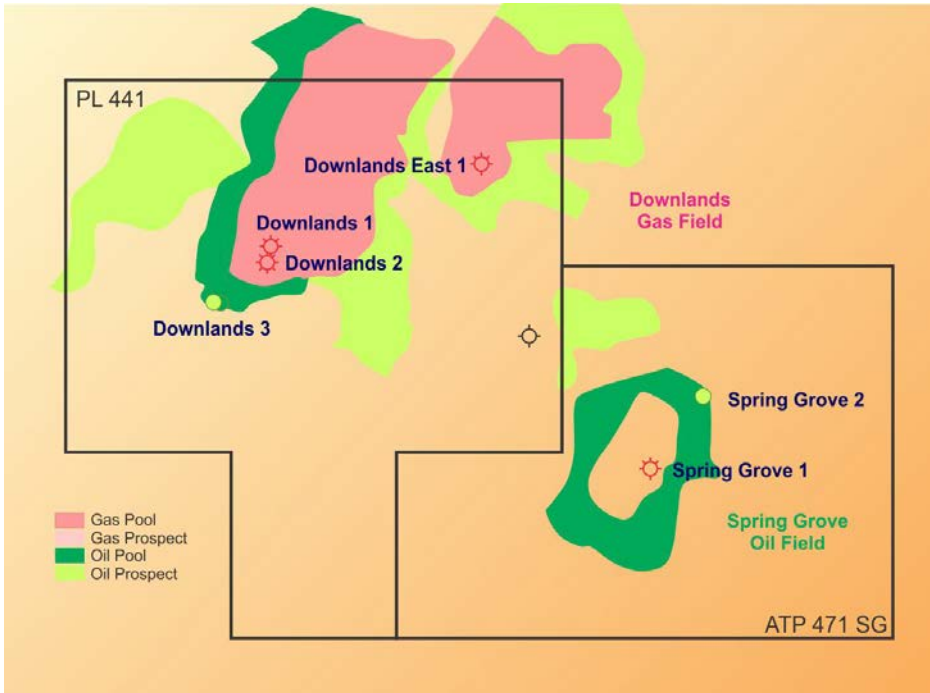 PL 441
Downlands East 1
Downlands
Gas Field
Downlands 1
Downlands 2
Downlands 3
Spring Grove 2
Spring Grove 1
Gas Pool
Gas Prospect
Oil Pool
Oil Prospect
Spring Grove
Oil Field
ATP 471 SG